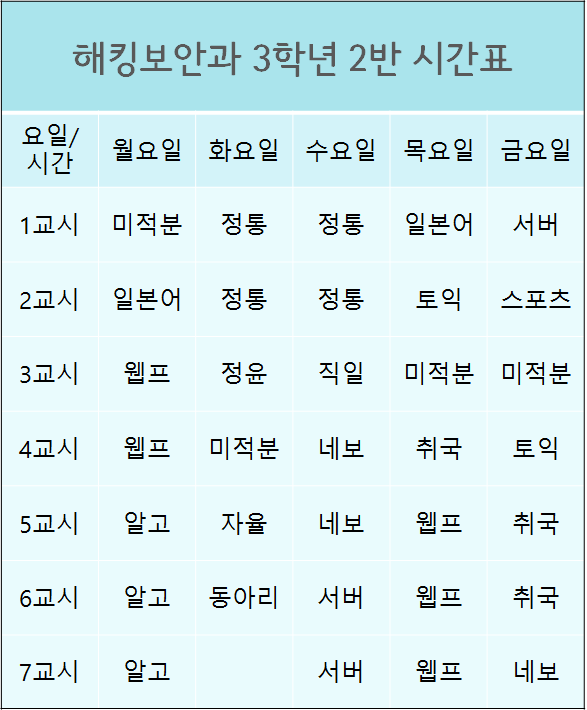 해킹보안과 3학년 2반 시간표
요일/
시간 월요일 화요일 수요일 목요일 금요일
1교시 미적분 정통 정통 일본어 서버
2교시 일본어 정통 정통 토익 스포츠
3교시 웹프 정윤 직일 미적분 미적분
4교시 웹프 미적분 네보 취국 토익
5교시 알고 자율 네보 웹프 취국
6교시 알고 동아리 서버 웹프 취국
7교시 알고 서버 웹프 네보